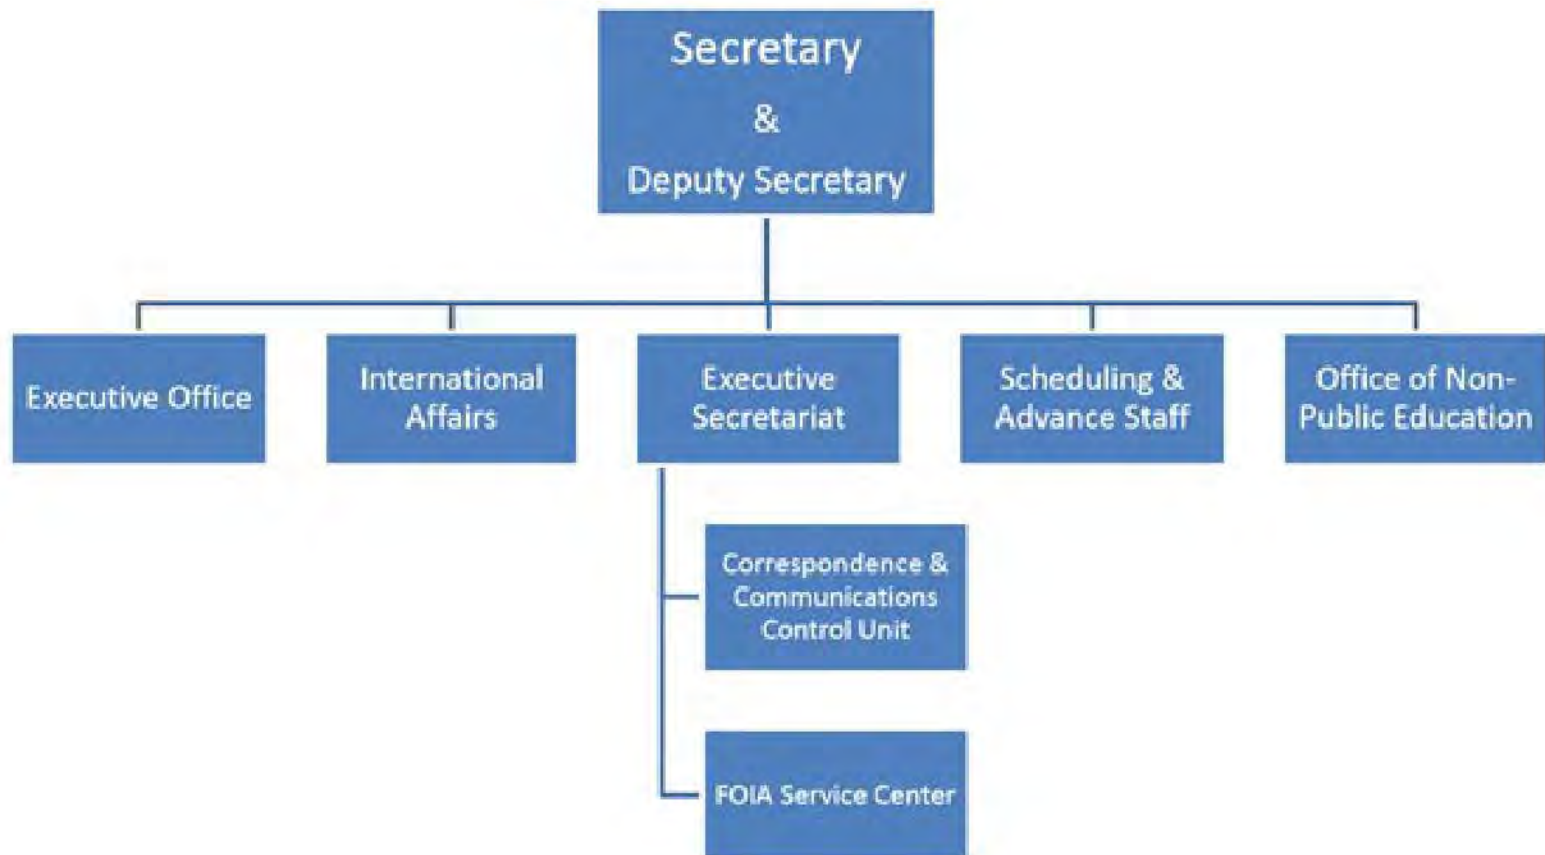 Secretary
&
Deputy Secretary
Executive Office
International
Affairs
Executive
Secretariat
Scheduling &
Advance Staff
Office of Non-
Public Education
Correspondence &
Communications
Control Unit
FOIA Service Center